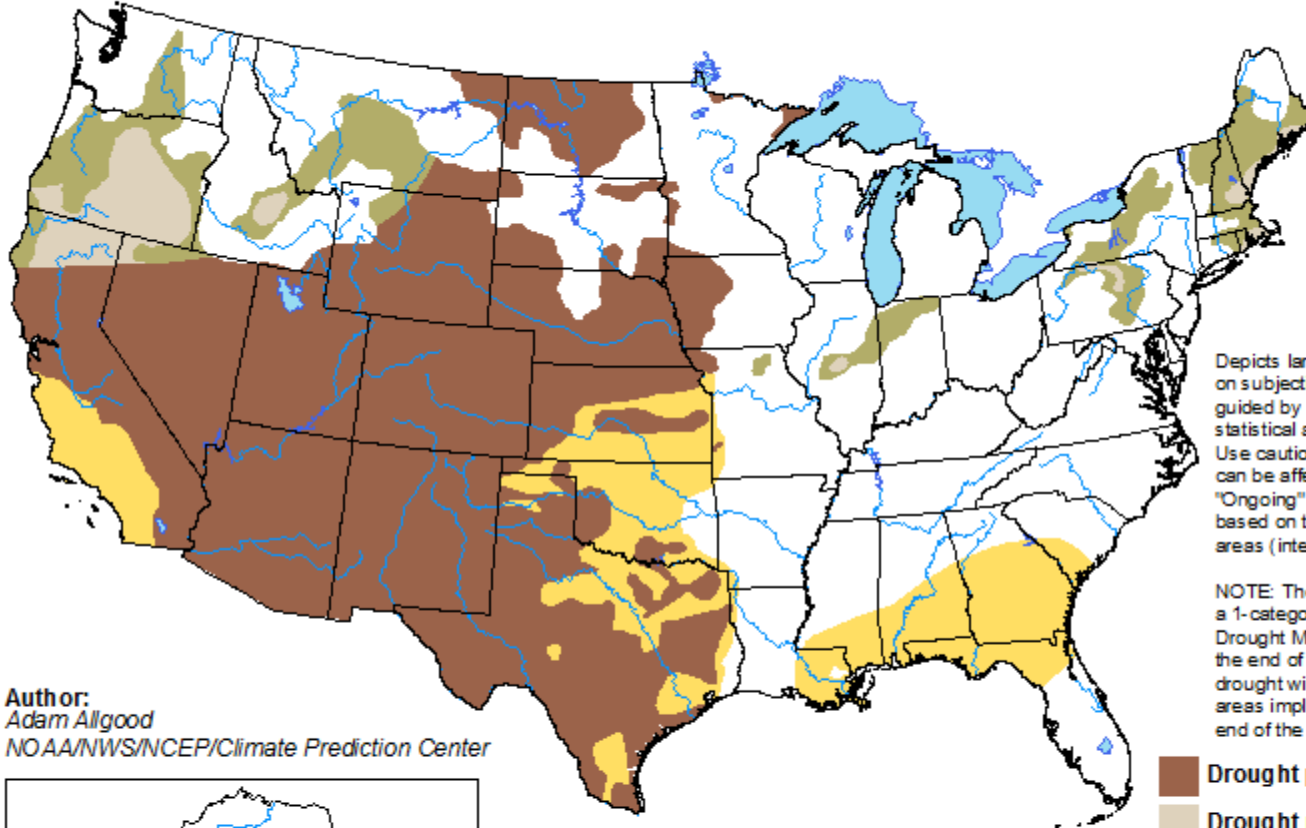 Depicts lar
on subject
guided by
statistical a
Use cautio
can be affe
"Ongoing"
based on t
areas (inte
NOTE: The
a 1-catego
Drought M
the end of
drought wi
areas impl
end of the
Author:
Adam Allgood
NOAA/NWS/NCEP/Climate Prediction Center
Drought p
Drought